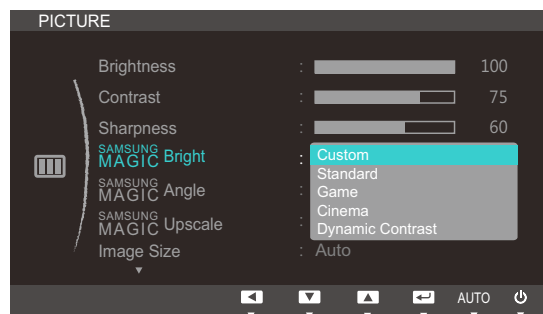 PICTURE
Brightness : 100
Contrast : 75
Sharpness : 60
SAMSUNG MAGIC Bright : Custom
Standard
SAMSUNG MAGIC Angle : Game
Cinema
SAMSUNG MAGIC Upscale : Dynamic Contrast
Image Size : Auto
AUTO